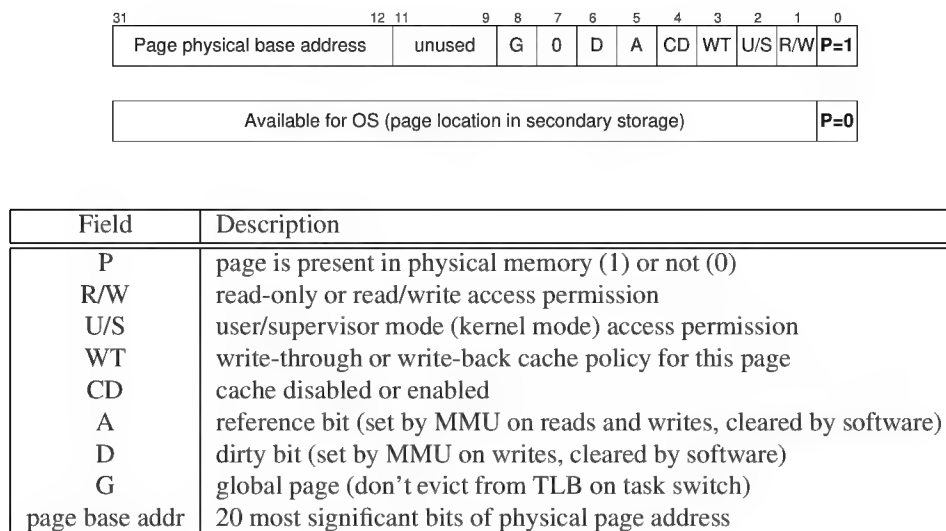 31 12 11 9 8 7 6 5 4 3 2 1 0
Page physical base address unused G 0 D A CD WT U/S R/W P=1
Available for OS (page location in secondary storage) P=0
Field Description
P page is present in physical memory (1) or not (0)
R/W read-only or read/write access permission
U/S user/supervisor mode (kernel mode) access permission
WT write-through or write-back cache policy for this page
CD cache disabled or enabled
A reference bit (set by MMU on reads and writes, cleared by software)
D dirty bit (set by MMU on writes, cleared by software)
G global page (don't evict from TLB on task switch)
page base addr 20 most significant bits of physical page address